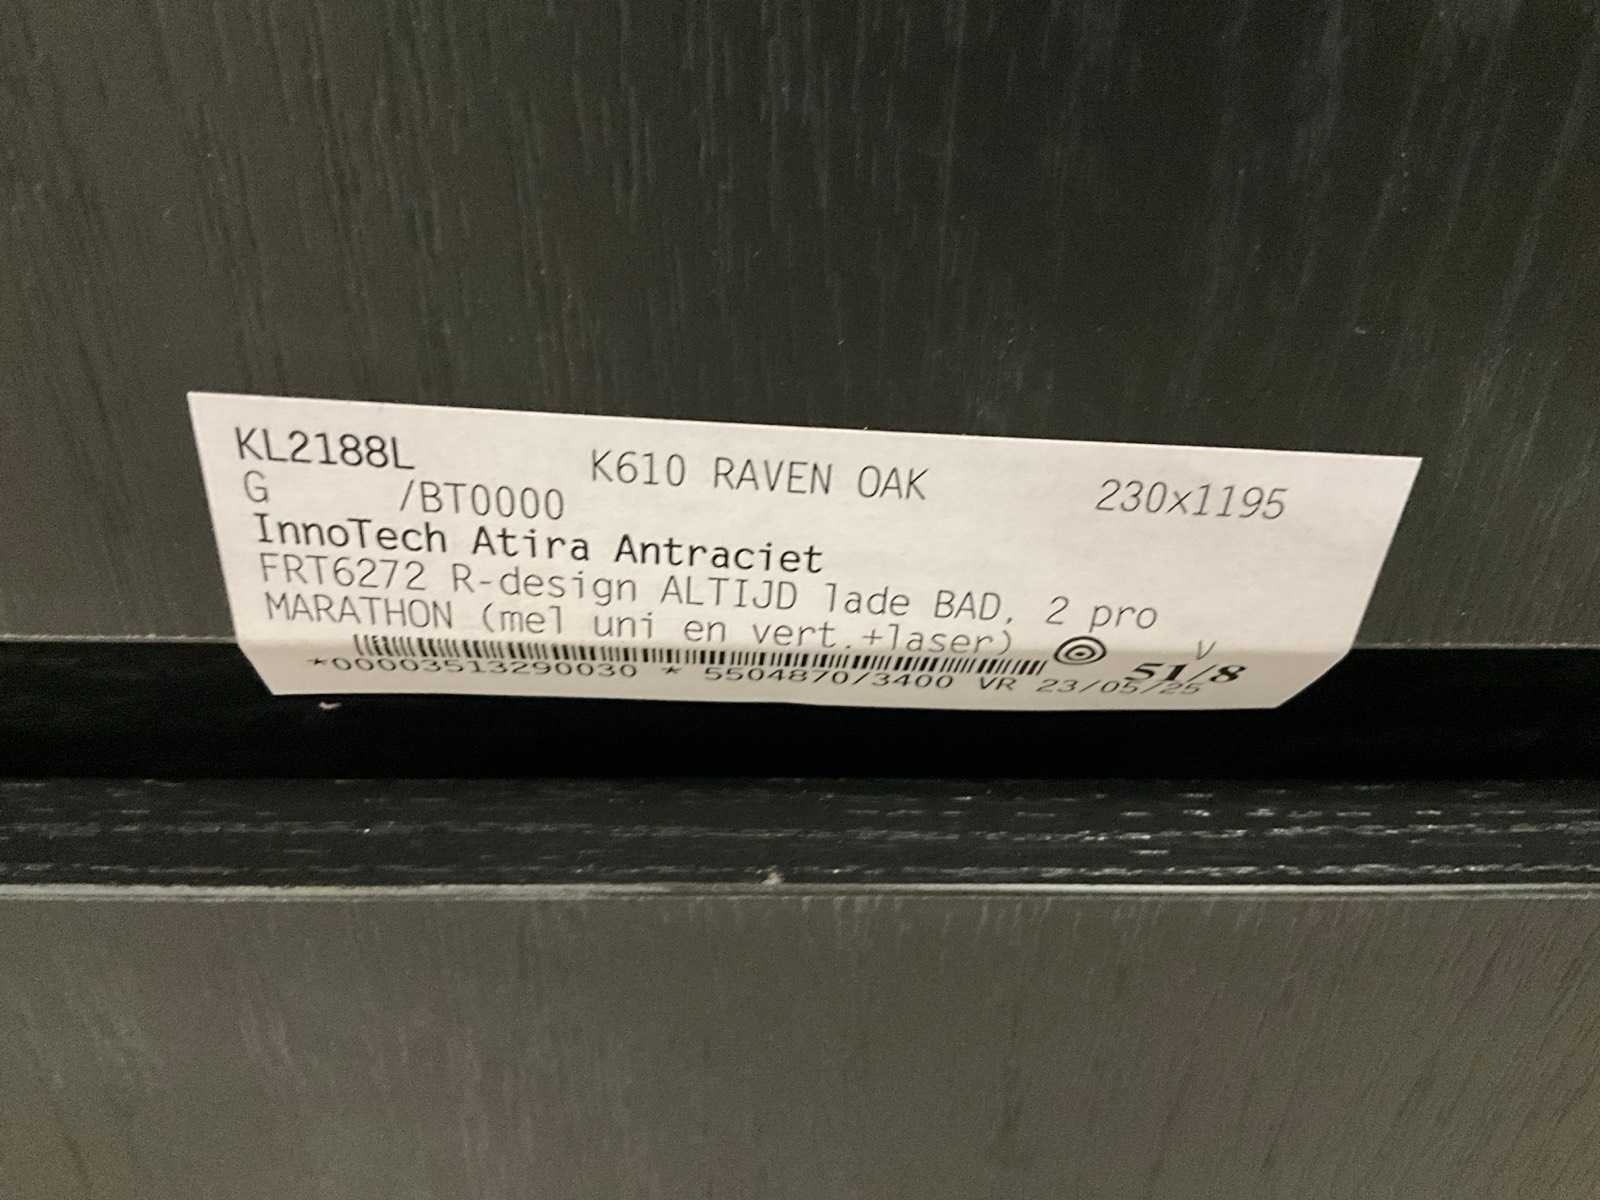 KL2188L K610 RAVEN OAK 230x1195
G /BT0000
InnoTech Atira Antraciet
FRT6272 R-design ALTIJD lade BAD, 2 pro
MARATHON (mel uni en vert.+laser) V
51/8
*00003513290030 * 5504870/3400 VR 23/05/25